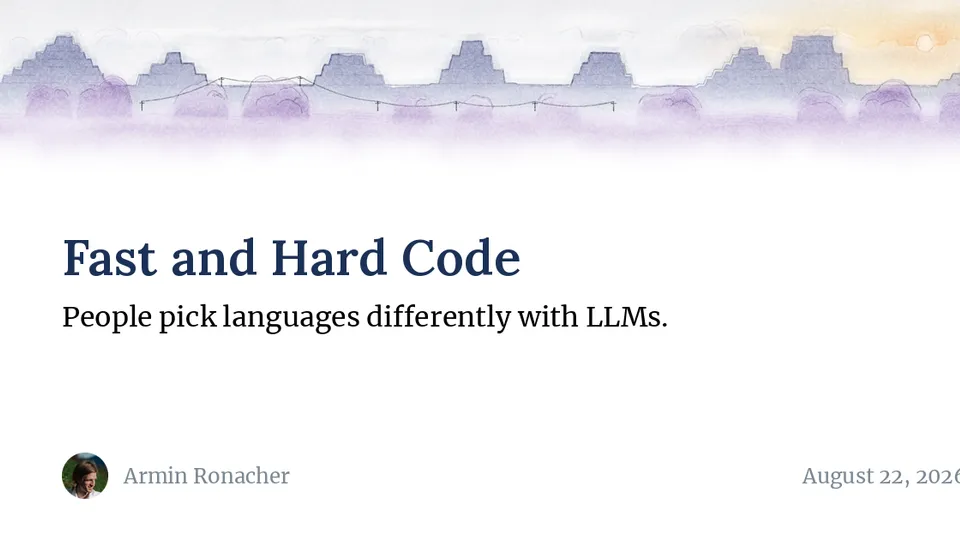 Fast and Hard Code
People pick languages differently with LLMs.
Armin Ronacher
August 22, 2026